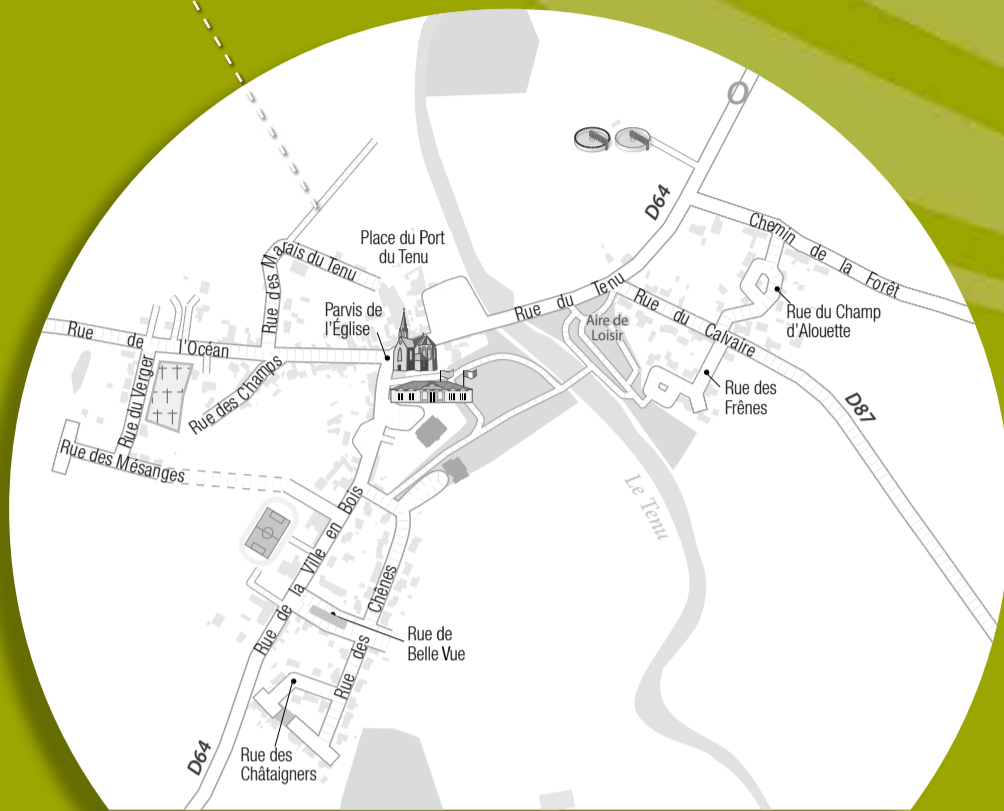 D64
Chemin de la Forêt
Place du Port
du Tenu
Rue des Marais du Tenu
Parvis de
l'Église
Rue du Tenu
Aire de
Loisir
Rue du Calvaire
Rue du Champ
d'Alouette
Rue de l'Océan
Rue du Verger
Rue des Champs
Rue des
Frênes
D87
Rue des Mésanges
Le Tenu
Rue de la Ville en Bois
Rue des Chênes
Rue de
Belle Vue
Rue des
Châtaigners
D64